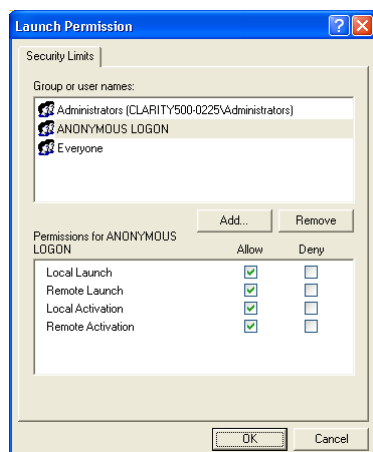 Launch Permission
Security Limits
Group or user names:
Administrators (CLARITY500-0225\Administrators)
ANONYMOUS LOGON
Everyone
Add... Remove
Permissions for ANONYMOUS
LOGON Allow Deny
Local Launch
Remote Launch
Local Activation
Remote Activation
OK Cancel